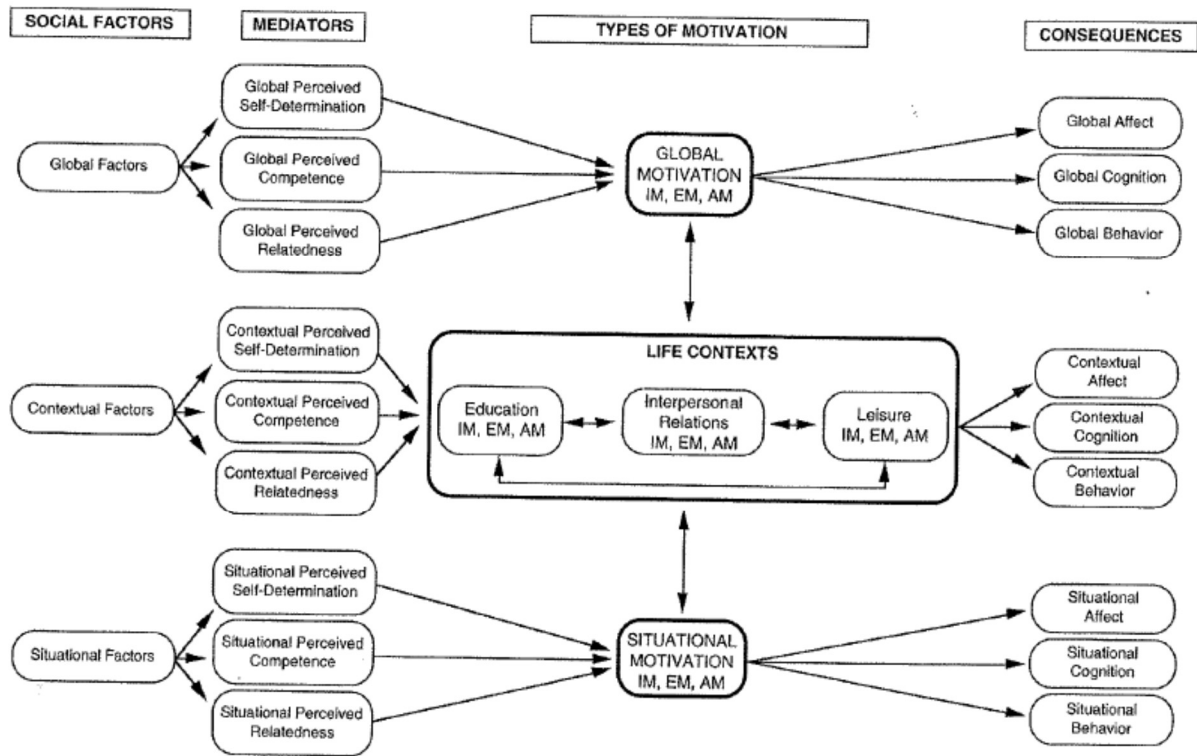 SOCIAL FACTORS
MEDIATORS
TYPES OF MOTIVATION
CONSEQUENCES
Global Factors
Global Perceived
Self-Determination
Global Perceived
Competence
Global Perceived
Relatedness
GLOBAL
MOTIVATION
IM, EM, AM
Global Affect
Global Cognition
Global Behavior
Contextual Factors
Contextual Perceived
Self-Determination
Contextual Perceived
Competence
Contextual Perceived
Relatedness
LIFE CONTEXTS
Education
IM, EM, AM
Interpersonal
Relations
IM, EM, AM
Leisure
IM, EM, AM
Contextual
Affect
Contextual
Cognition
Contextual
Behavior
Situational Factors
Situational Perceived
Self-Determination
Situational Perceived
Competence
Situational Perceived
Relatedness
SITUATIONAL
MOTIVATION
IM, EM, AM
Situational
Affect
Situational
Cognition
Situational
Behavior